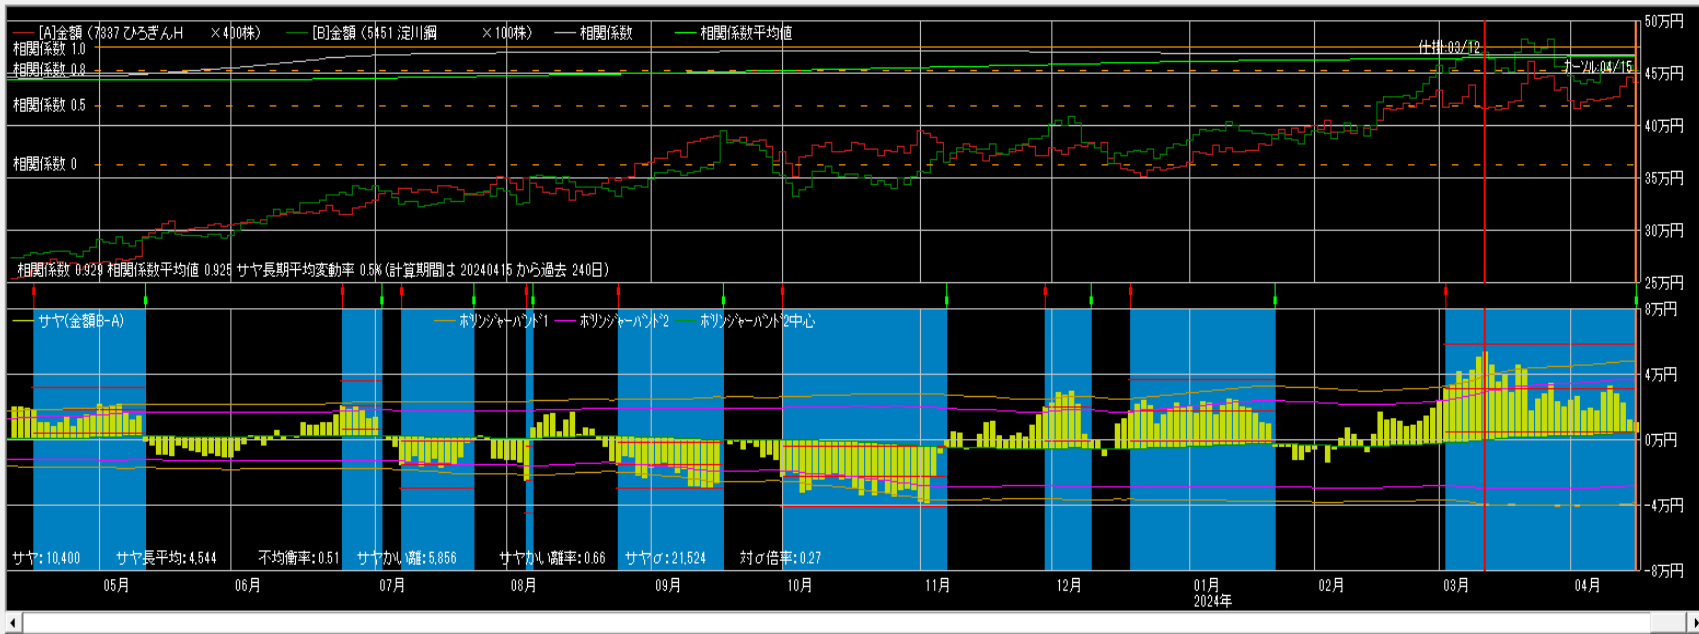 [A]金額 (7337 ひろぎんH ×400株) [B]金額 (5451 淀川鋼 ×100株) 相関係数 相関係数平均値
50万円
相関係数 1.0
仕掛:03/12
相関係数 0.8
カーソル:04/15
45万円
相関係数 0.5
40万円
相関係数 0
35万円
30万円
相関係数 0.929 相関係数平均値 0.925 サヤ長期平均変動率 0.5% (計算期間は 20240415 から過去 240日)
25万円
サヤ(金額B-A) ボリンジャーバンド1 ボリンジャーバンド2 ボリンジャーバンド2中心
8万円
4万円
0万円
-4万円
サヤ:10,400 サヤ長平均:4,544 不均衡率:0.51 サヤかい離:5,856 サヤかい離率:0.66 サヤσ:21,524 対σ倍率:0.27
-8万円
05月 06月 07月 08月 09月 10月 11月 12月 01月 02月 03月 04月
2024年